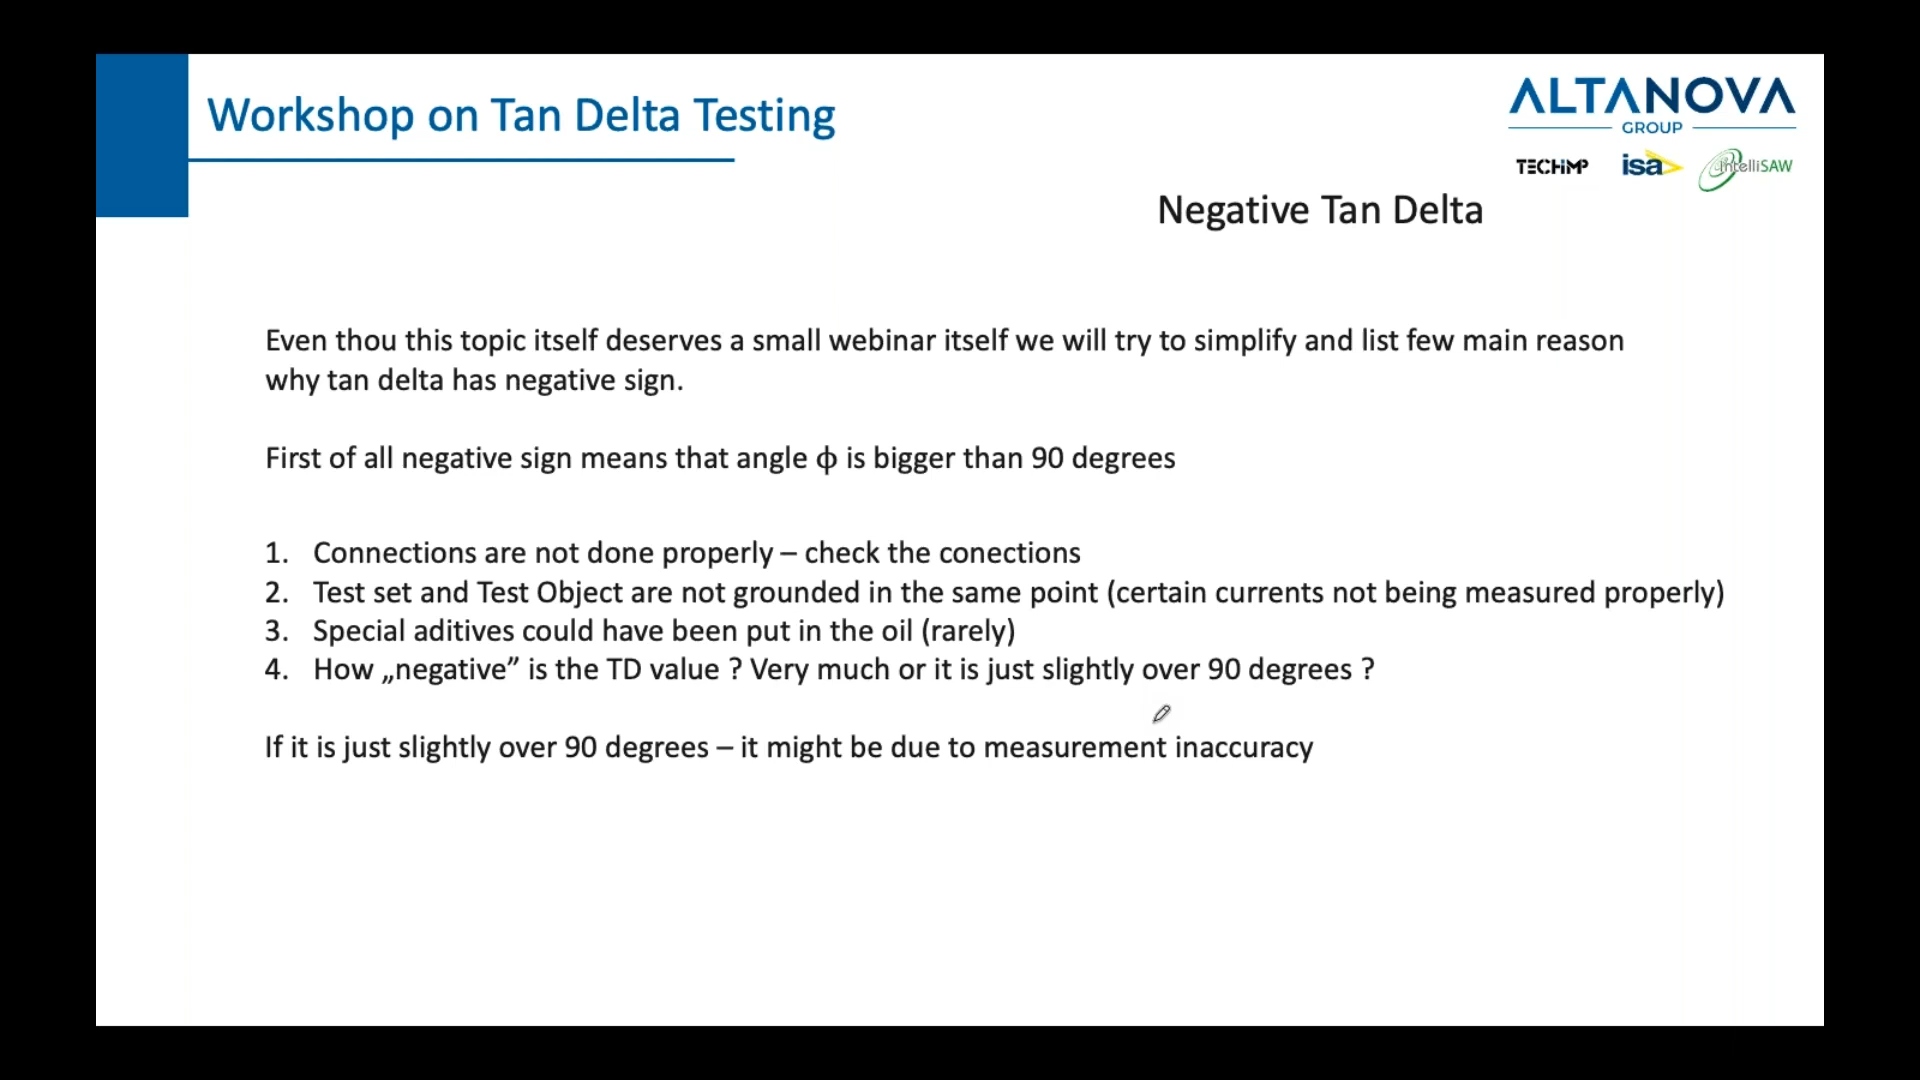 Workshop on Tan Delta Testing
ALTANOVA
GROUP
TECHIMP
isa
IntelliSAW
Negative Tan Delta
Even thou this topic itself deserves a small webinar itself we will try to simplify and list few main reason
why tan delta has negative sign.
First of all negative sign means that angle ϕ is bigger than 90 degrees
1. Connections are not done properly – check the conections
2. Test set and Test Object are not grounded in the same point (certain currents not being measured properly)
3. Special aditives could have been put in the oil (rarely)
4. How „negative” is the TD value ? Very much or it is just slightly over 90 degrees ?
If it is just slightly over 90 degrees – it might be due to measurement inaccuracy